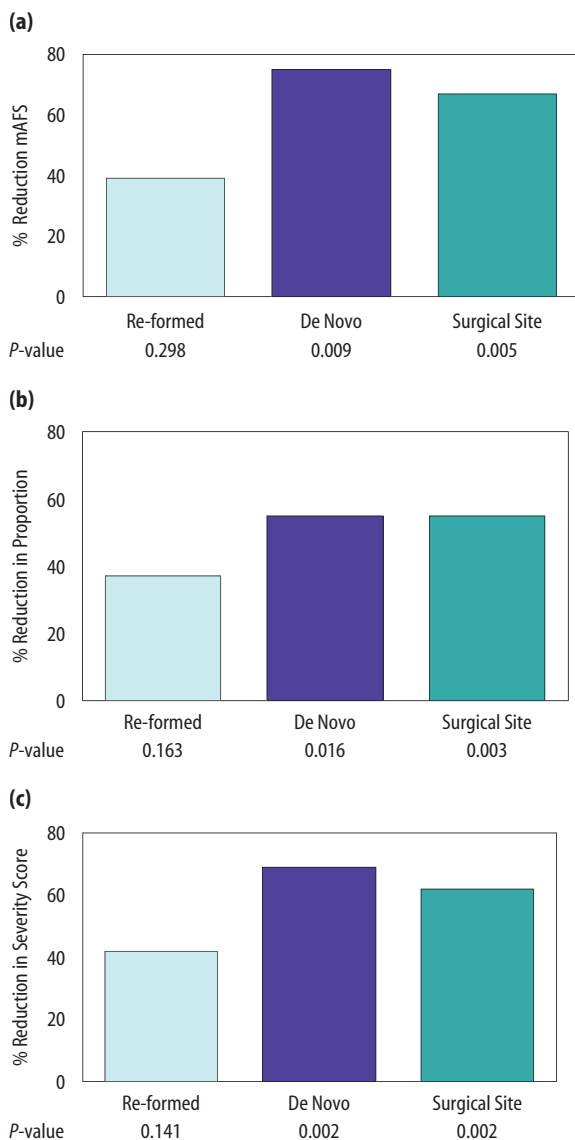 (a)
% Reduction mAFS
80
60
40
20
0
Re-formed De Novo Surgical Site
P-value 0.298 0.009 0.005
(b)
% Reduction in Proportion
80
60
40
20
0
Re-formed De Novo Surgical Site
P-value 0.163 0.016 0.003
(c)
% Reduction in Severity Score
80
60
40
20
0
Re-formed De Novo Surgical Site
P-value 0.141 0.002 0.002